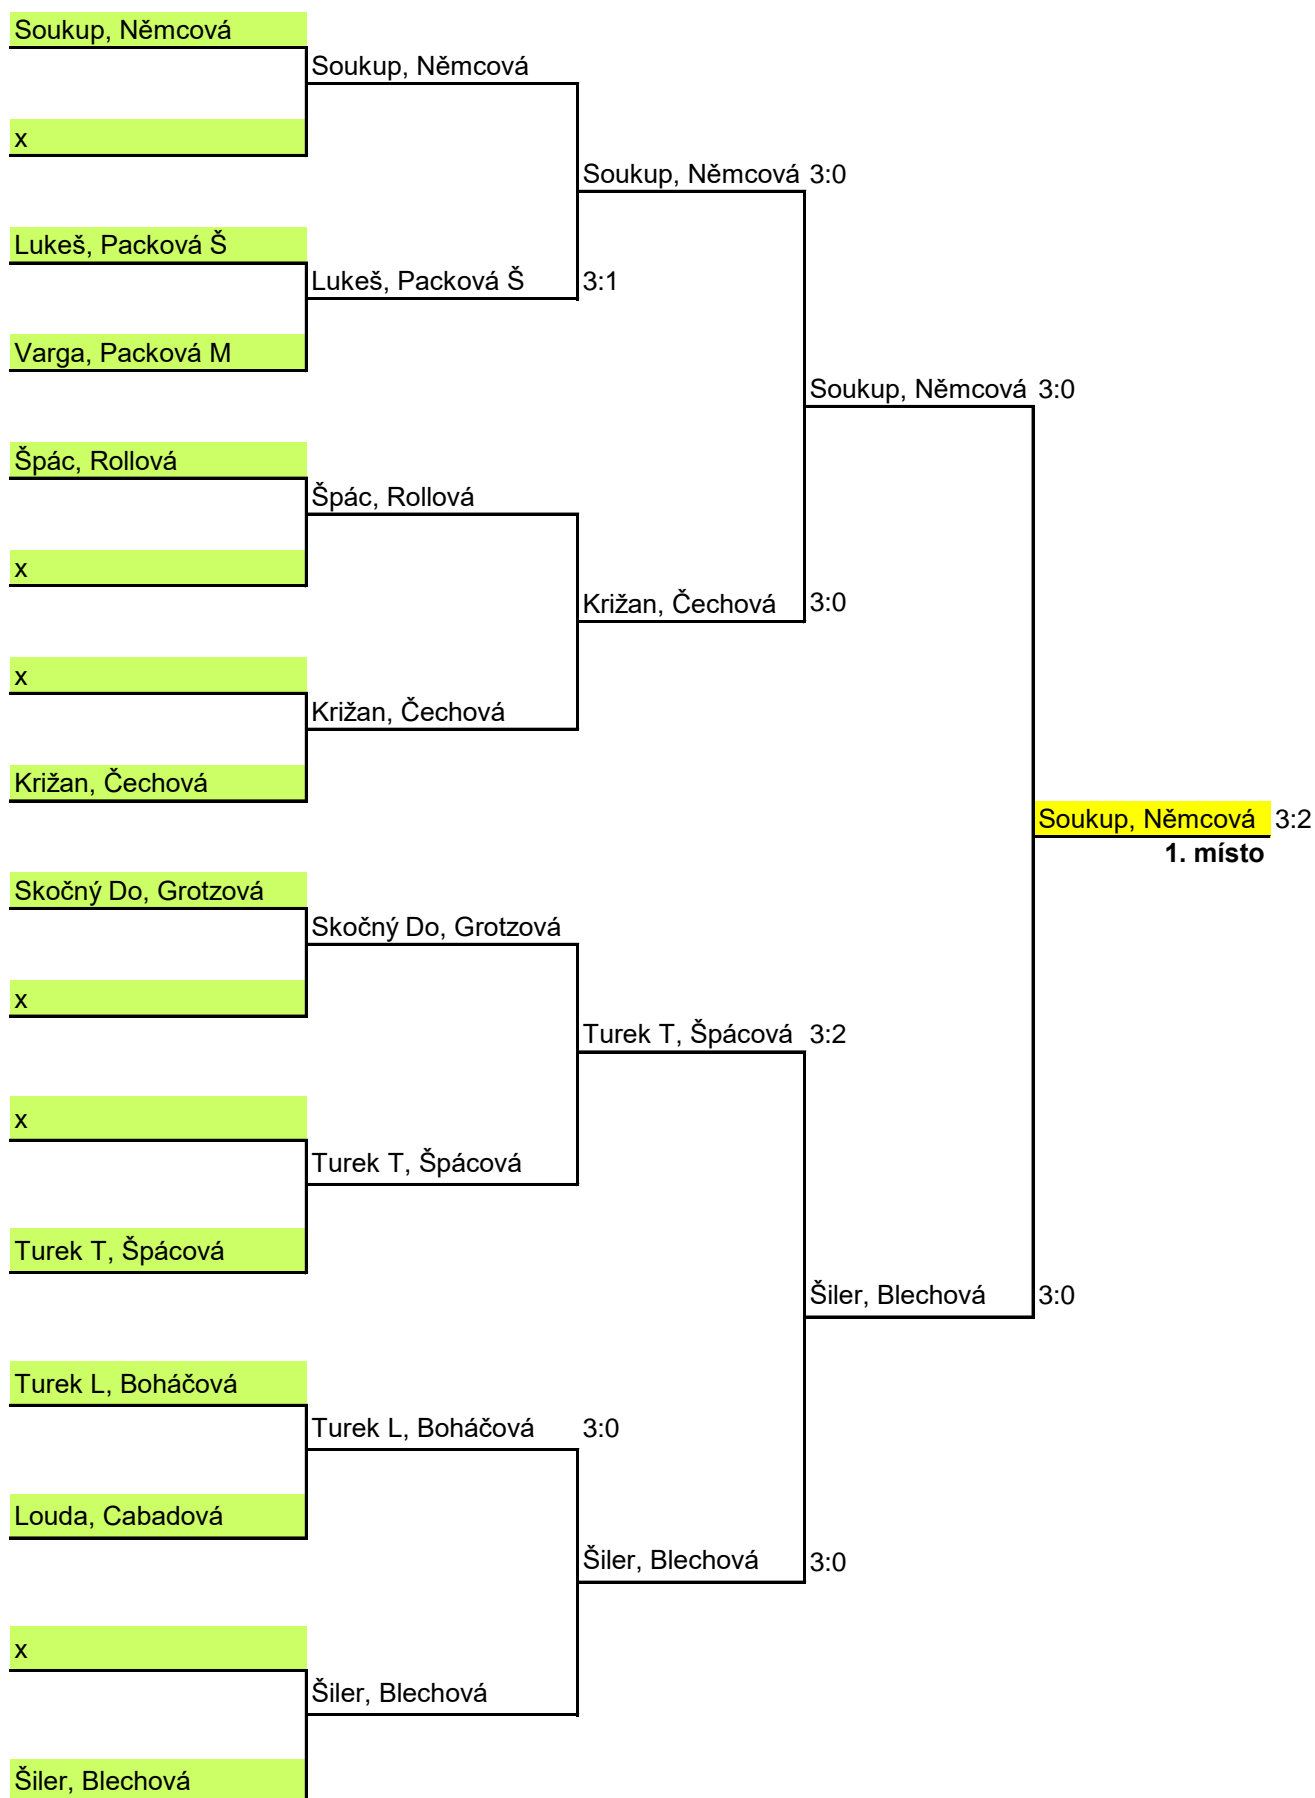 Soukup, Němcová
Soukup, Němcová
x
Soukup, Němcová 3:0
Lukeš, Packová Š
Lukeš, Packová Š 3:1
Varga, Packová M
Soukup, Němcová 3:0
Špác, Rollová
Špác, Rollová
x
Križan, Čechová 3:0
x
Križan, Čechová
Križan, Čechová
Soukup, Němcová 3:2
1. místo
Skočný Do, Grotzová
Skočný Do, Grotzová
x
Turek T, Špácová 3:2
x
Turek T, Špácová
Turek T, Špácová
Šiler, Blechová 3:0
Turek L, Boháčová
Turek L, Boháčová 3:0
Louda, Cabadová
Šiler, Blechová 3:0
x
Šiler, Blechová
Šiler, Blechová